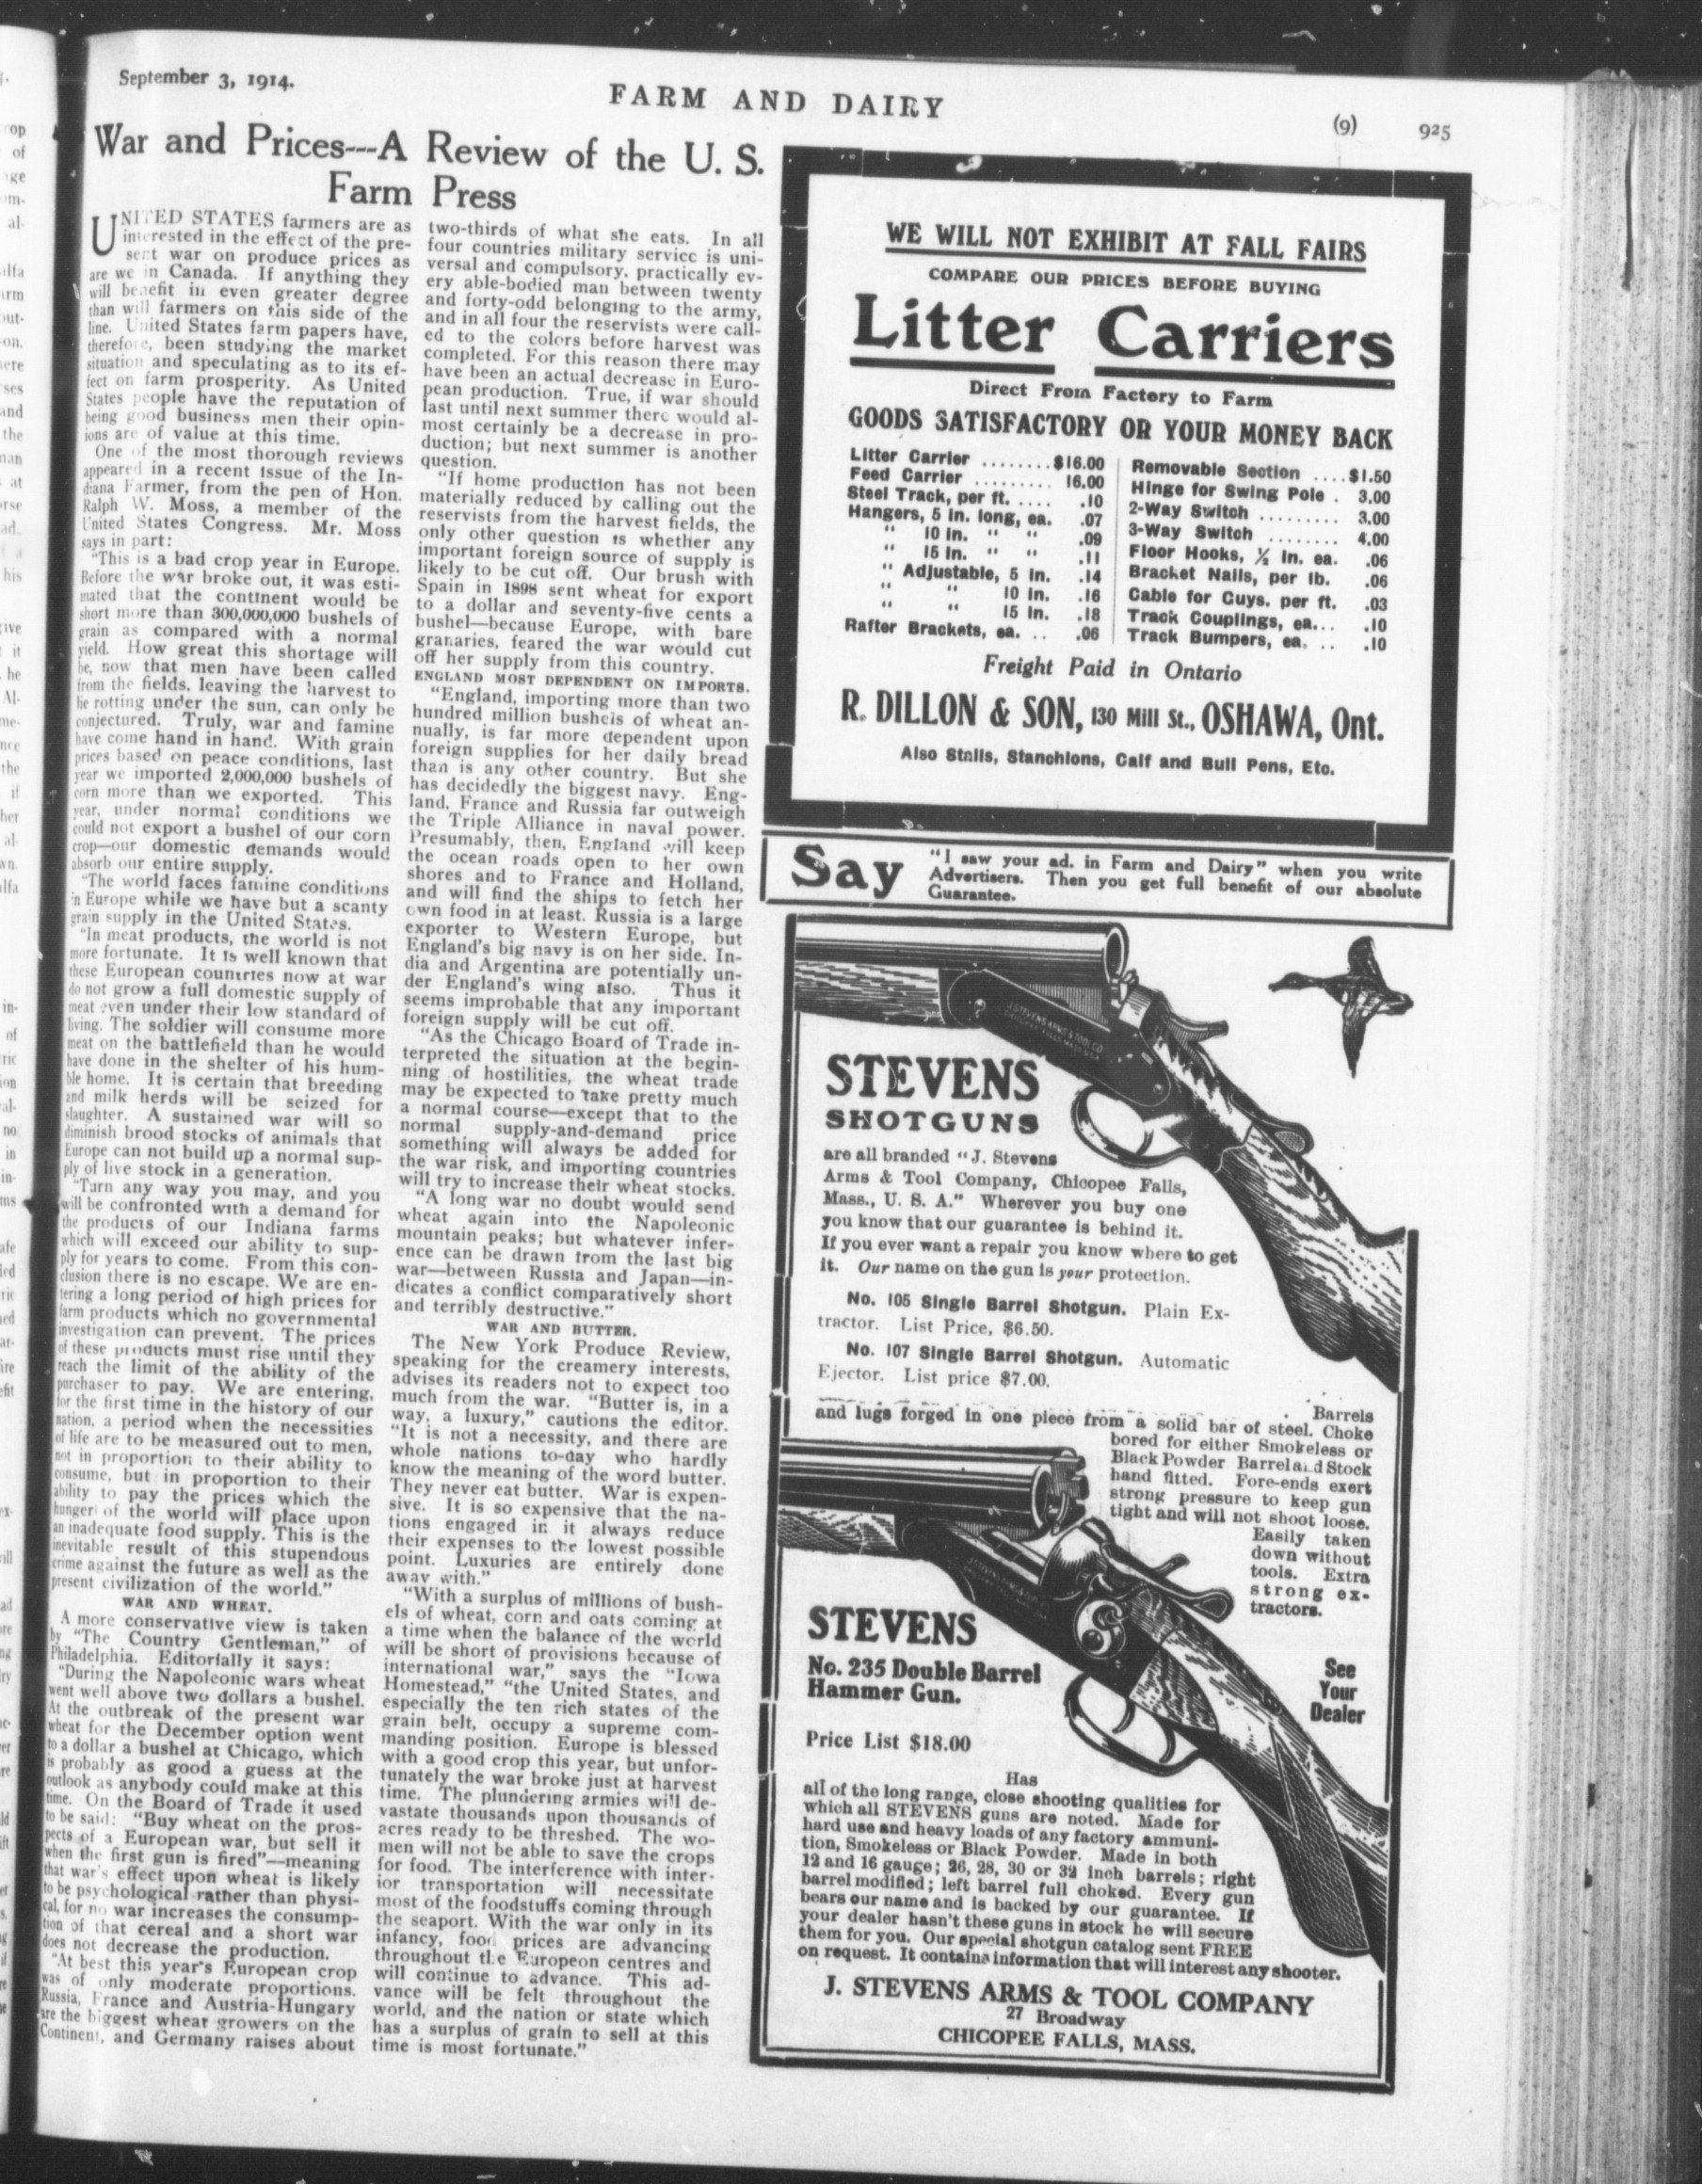 September 3, 1914.
FARM AND DAIRY
(9) 925
War and Prices---A Review of the U. S.
Farm Press
UNITED STATES farmers are as
interested in the effect of the pre-
sent war on produce prices as
are we in Canada. If anything they
will benefit in even greater degree
than will farmers on this side of the
line. United States farm papers have,
therefore, been studying the market
situation and speculating as to its ef-
fect on farm prosperity. As United
States people have the reputation of
being good business men their opin-
ions are of value at this time.
One of the most thorough reviews
appeared in a recent issue of the In-
diana Farmer, from the pen of Hon.
Ralph W. Moss, a member of the
United States Congress. Mr. Moss
says in part:
"This is a bad crop year in Europe.
Before the war broke out, it was esti-
mated that the continent would be
short more than 300,000,000 bushels of
grain as compared with a normal
yield. How great this shortage will
be, now that men have been called
from the fields, leaving the harvest to
lie rotting under the sun, can only be
conjectured. Truly, war and famine
have come hand in hand. With grain
prices based on peace conditions, last
year we imported 2,000,000 bushels of
corn more than we exported. This
year, under normal conditions we
could not export a bushel of our corn
crop—our domestic demands would
absorb our entire supply.
"The world faces famine conditions
in Europe while we have but a scanty
grain supply in the United States.
"In meat products, the world is not
more fortunate. It is well known that
these European countries now at war
do not grow a full domestic supply of
meat even under their low standard of
living. The soldier will consume more
meat on the battlefield than he would
have done in the shelter of his hum-
ble home. It is certain that breeding
and milk herds will be seized for
slaughter. A sustained war will so
diminish brood stocks of animals that
Europe can not build up a normal sup-
ply of live stock in a generation.
"Turn any way you may, and you
will be confronted with a demand for
the products of our Indiana farms
which will exceed our ability to sup-
ply for years to come. From this con-
clusion there is no escape. We are en-
tering a long period of high prices for
farm products which no governmental
investigation can prevent. The prices
of these products must rise until they
reach the limit of the ability of the
purchaser to pay. We are entering,
for the first time in the history of our
nation, a period when the necessities
of life are to be measured out to men,
not in proportion to their ability to
consume, but in proportion to their
ability to pay the prices which the
hunger of the world will place upon
an inadequate food supply. This is the
inevitable result of this stupendous
crime against the future as well as the
present civilization of the world."
WAR AND WHEAT.
A more conservative view is taken
by "The Country Gentleman," of
Philadelphia. Editorially it says:
"During the Napoleonic wars wheat
went well above two dollars a bushel.
At the outbreak of the present war
wheat for the December option went
to a dollar a bushel at Chicago, which
is probably as good a guess at the
outlook as anybody could make at this
time. On the Board of Trade it used
to be said: "Buy wheat on the pros-
pects of a European war, but sell it
when the first gun is fired"—meaning
that war's effect upon wheat is likely
to be psychological rather than physi-
cal, for no war increases the consump-
tion of that cereal and a short war
does not decrease the production.
"At best this year's European crop
was of only moderate proportions.
Russia, France and Austria-Hungary
are the biggest wheat growers on the
Continent, and Germany raises about
two-thirds of what she eats. In all
four countries military service is uni-
versal and compulsory, practically ev-
ery able-bodied man between twenty
and forty-odd belonging to the army,
and in all four the reservists were call-
ed to the colors before harvest was
completed. For this reason there may
have been an actual decrease in Euro-
pean production. True, if war should
last until next summer there would al-
most certainly be a decrease in pro-
duction; but next summer is another
question.
"If home production has not been
materially reduced by calling out the
reservists from the harvest fields, the
only other question is whether any
important foreign source of supply is
likely to be cut off. Our brush with
Spain in 1898 sent wheat for export
to a dollar and seventy-five cents a
bushel—because Europe, with bare
granaries, feared the war would cut
off her supply from this country.
ENGLAND MOST DEPENDENT ON IMPORTS.
"England, importing more than two
hundred million bushels of wheat an-
nually, is far more dependent upon
foreign supplies for her daily bread
than is any other country. But she
has decidedly the biggest navy. Eng-
land, France and Russia far outweigh
the Triple Alliance in naval power.
Presumably, then, England will keep
the ocean roads open to her own
shores and to France and Holland,
and will find the ships to fetch her
own food in at least. Russia is a large
exporter to Western Europe, but
England's big navy is on her side. In-
dia and Argentina are potentially un-
der England's wing also. Thus it
seems improbable that any important
foreign supply will be cut off.
"As the Chicago Board of Trade in-
terpreted the situation at the begin-
ning of hostilities, the wheat trade
may be expected to take pretty much
a normal course—except that to the
normal supply-and-demand price
something will always be added for
the war risk, and importing countries
will try to increase their wheat stocks.
"A long war no doubt would send
wheat again into the Napoleonic
mountain peaks; but whatever infer-
ence can be drawn from the last big
war—between Russia and Japan—in-
dicates a conflict comparatively short
and terribly destructive."
WAR AND BUTTER.
The New York Produce Review,
speaking for the creamery interests,
advises its readers not to expect too
much from the war. "Butter is, in a
way, a luxury," cautions the editor.
"It is not a necessity, and there are
whole nations to-day who hardly
know the meaning of the word butter.
They never eat butter. War is expen-
sive. It is so expensive that the na-
tions engaged in it always reduce
their expenses to the lowest possible
point. Luxuries are entirely done
away with."
"With a surplus of millions of bush-
els of wheat, corn and oats coming at
a time when the balance of the world
will be short of provisions because of
international war," says the "Iowa
Homestead," "the United States, and
especially the ten rich states of the
grain belt, occupy a supreme com-
manding position. Europe is blessed
with a good crop this year, but unfor-
tunately the war broke just at harvest
time. The plundering armies will de-
vastate thousands upon thousands of
acres ready to be threshed. The wo-
men will not be able to save the crops
for food. The interference with inter-
ior transportation will necessitate
most of the foodstuffs coming through
the seaport. With the war only in its
infancy, food prices are advancing
throughout the Europeon centres and
will continue to advance. This ad-
vance will be felt throughout the
world, and the nation or state which
has a surplus of grain to sell at this
time is most fortunate."
WE WILL NOT EXHIBIT AT FALL FAIRS
COMPARE OUR PRICES BEFORE BUYING
Litter Carriers
Direct From Factory to Farm
GOODS SATISFACTORY OR YOUR MONEY BACK
Litter Carrier ........$16.00
Feed Carrier ......... 16.00
Steel Track, per ft. ..... .10
Hangers, 5 in. long, ea. .07
" 10 in. " " .09
" 15 in. " " .11
" Adjustable, 5 in. .14
" " 10 in. .16
" " 15 in. .18
Rafter Brackets, ea. .. .06
Removable Section ....$1.50
Hinge for Swing Pole . 3.00
2-Way Switch ......... 3.00
3-Way Switch ........ 4.00
Floor Hooks, ½ in. ea. .06
Bracket Nails, per lb. .06
Cable for Guys, per ft. .03
Track Couplings, ea... .10
Track Bumpers, ea. .. .10
Freight Paid in Ontario
R. DILLON & SON, 130 Mill St., OSHAWA, Ont.
Also Stalls, Stanchions, Calf and Bull Pens, Etc.
Say "I saw your ad. in Farm and Dairy" when you write
Advertisers. Then you get full benefit of our absolute
Guarantee.
J. STEVENS ARMS & TOOL CO.
CHICOPEE FALLS, MASS. U.S.A.
STEVENS
SHOTGUNS
are all branded "J. Stevens
Arms & Tool Company, Chicopee Falls,
Mass., U. S. A." Wherever you buy one
you know that our guarantee is behind it.
If you ever want a repair you know where to get
it. Our name on the gun is your protection.
No. 105 Single Barrel Shotgun. Plain Ex-
tractor. List Price, $6.50.
No. 107 Single Barrel Shotgun. Automatic
Ejector. List price $7.00.
Barrels
and lugs forged in one piece from a solid bar of steel. Choke
bored for either Smokeless or
Black Powder Barrel and Stock
hand fitted. Fore-ends exert
strong pressure to keep gun
tight and will not shoot loose.
Easily taken
down without
tools. Extra
strong ex-
tractors.
STEVENS
No. 235 Double Barrel
Hammer Gun.
Price List $18.00
See
Your
Dealer
Has
all of the long range, close shooting qualities for
which all STEVENS guns are noted. Made for
hard use and heavy loads of any factory ammuni-
tion, Smokeless or Black Powder. Made in both
12 and 16 gauge; 26, 28, 30 or 32 inch barrels; right
barrel modified; left barrel full choked. Every gun
bears our name and is backed by our guarantee. If
your dealer hasn't these guns in stock he will secure
them for you. Our special shotgun catalog sent FREE
on request. It contains information that will interest any shooter.
J. STEVENS ARMS & TOOL COMPANY
27 Broadway
CHICOPEE FALLS, MASS.